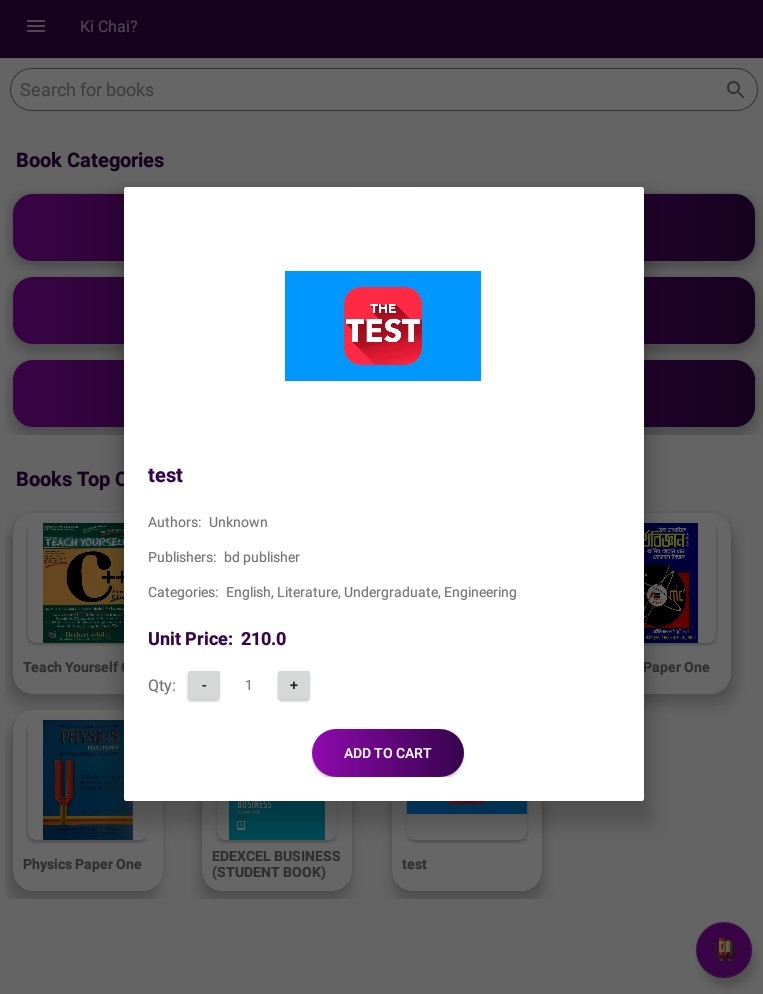 Ki Chai?
Search for books
Book Categories
THE
TEST
test
Authors: Unknown
Publishers: bd publisher
Categories: English, Literature, Undergraduate, Engineering
Unit Price: 210.0
Qty: - 1 +
ADD TO CART
Books Top
TEACH YOURSELF
C++
Herbert Schildt
Teach Yourself
Paper One
PHYSICS
Physics Paper One
BUSINESS
EDEXCEL BUSINESS
(STUDENT BOOK)
test